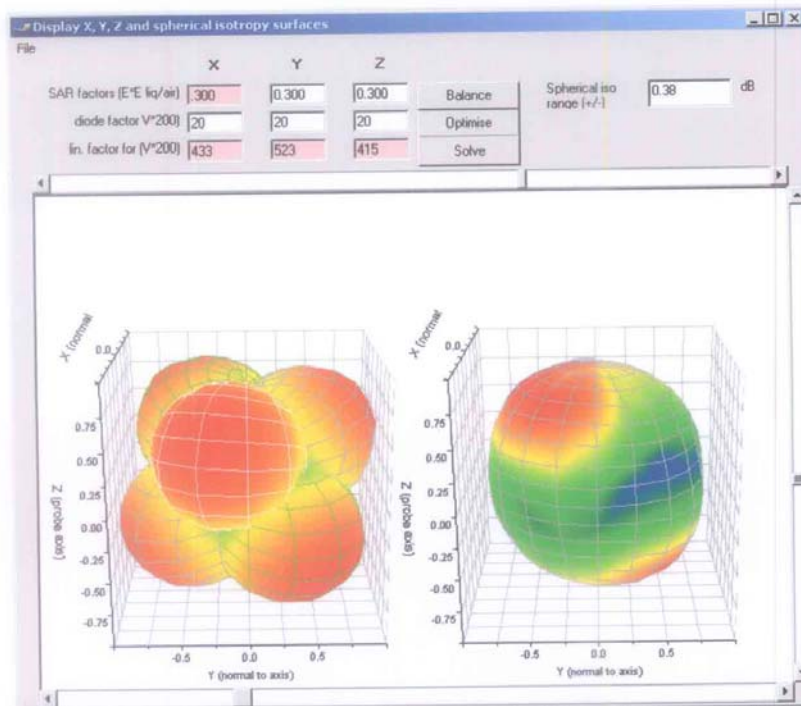 Display X, Y, Z and spherical isotropy surfaces
File
X Y Z
SAR factors (E*E liq/air) .300 0.300 0.300 Balance Spherical iso range (+/-) 0.38 dB
diode factor V*200) 20 20 20 Optimise
lin. factor for (V*200) 433 523 415 Solve
X (normal
0.0
0.75
0.50
0.25
0.00
-0.25
-0.50
-0.75
Z (probe axis)
-0.5 0.0 0.5
Y (normal to axis)
X (normal
0.0
0.75
0.50
0.25
0.00
-0.25
-0.50
-0.75
Z (probe axis)
-0.5 0.0 0.5
Y (normal to axis)